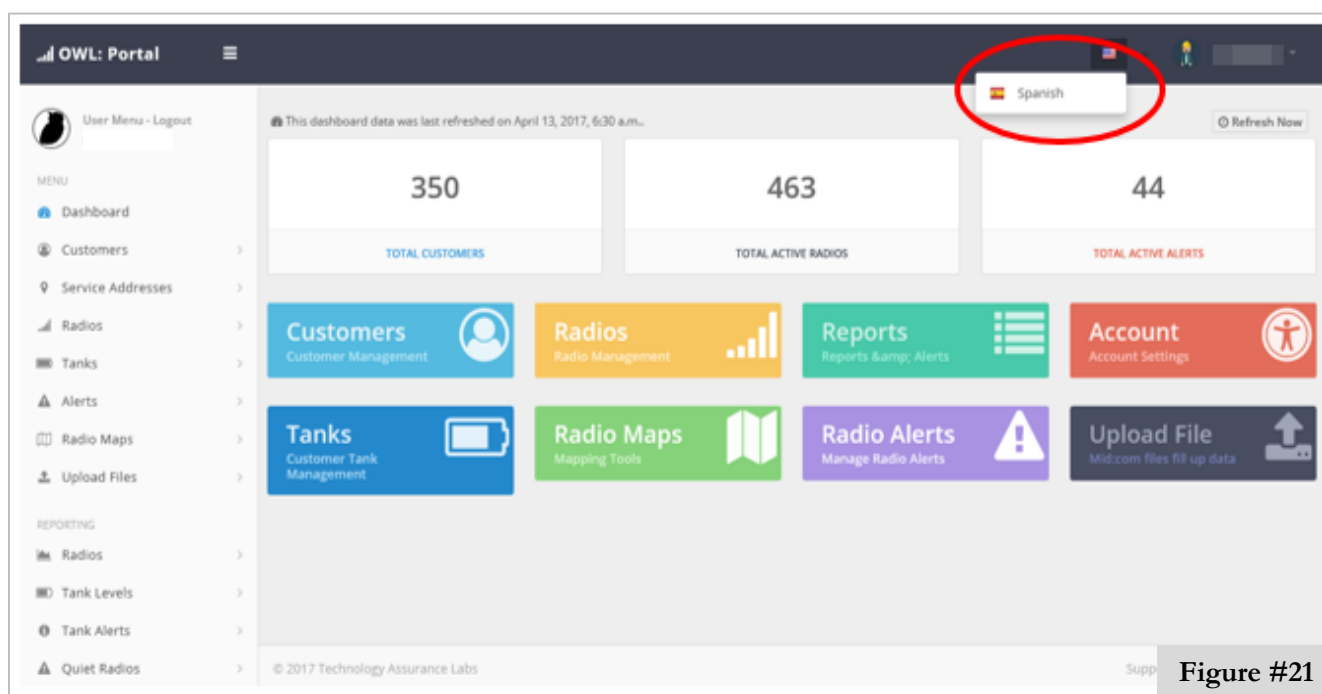 OWL: Portal
Spanish
User Menu - Logout
This dashboard data was last refreshed on April 13, 2017, 6:30 a.m..
Refresh Now
MENU
Dashboard
Customers
Service Addresses
Radios
Tanks
Alerts
Radio Maps
Upload Files
REPORTING
Radios
Tank Levels
Tank Alerts
Quiet Radios
350
TOTAL CUSTOMERS
463
TOTAL ACTIVE RADIOS
44
TOTAL ACTIVE ALERTS
Customers
Customer Management
Radios
Radio Management
Reports
Reports &amp; Alerts
Account
Account Settings
Tanks
Customer Tank
Management
Radio Maps
Mapping Tools
Radio Alerts
Manage Radio Alerts
Upload File
Mid:com files fill up data
© 2017 Technology Assurance Labs
Figure #21